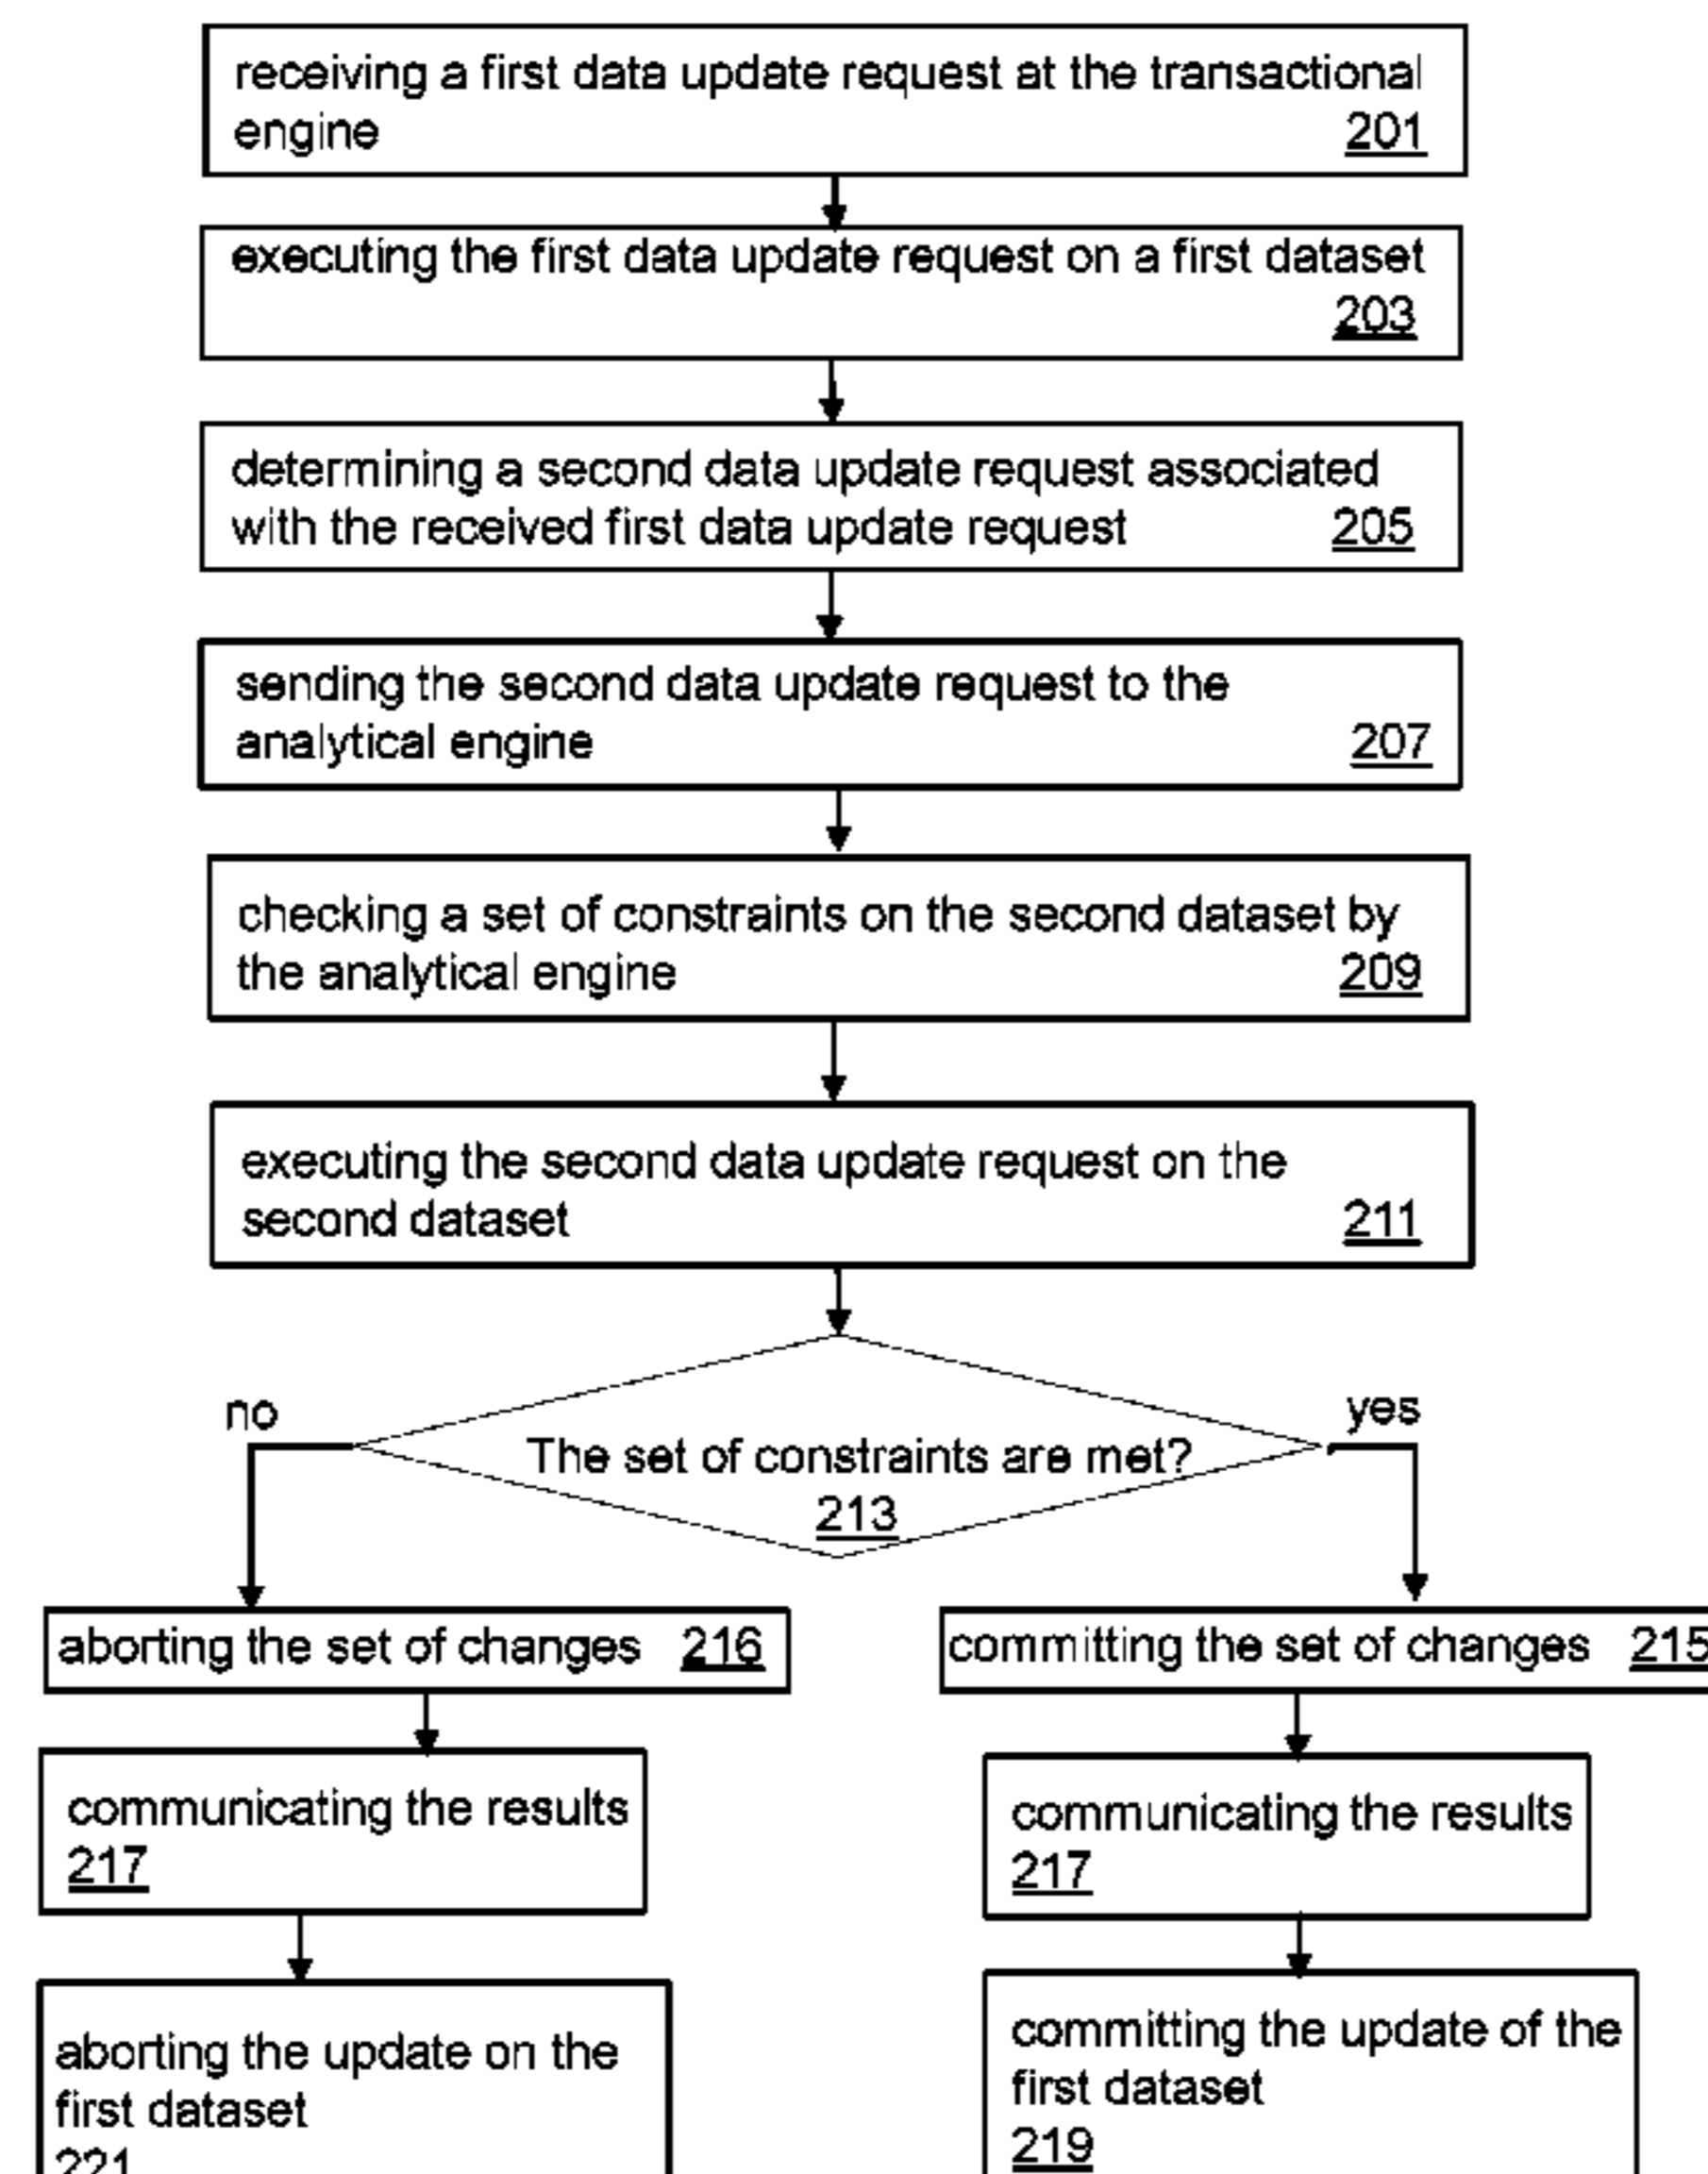 receiving a first data update request at the transactional
engine 201
executing the first data update request on a first dataset
203
determining a second data update request associated
with the received first data update request 205
sending the second data update request to the
analytical engine 207
checking a set of constraints on the second dataset by
the analytical engine 209
executing the second data update request on the
second dataset 211
no
yes
The set of constraints are met?
213
aborting the set of changes 216
committing the set of changes 215
communicating the results
217
communicating the results
217
aborting the update on the
first dataset
221
committing the update of the
first dataset
219